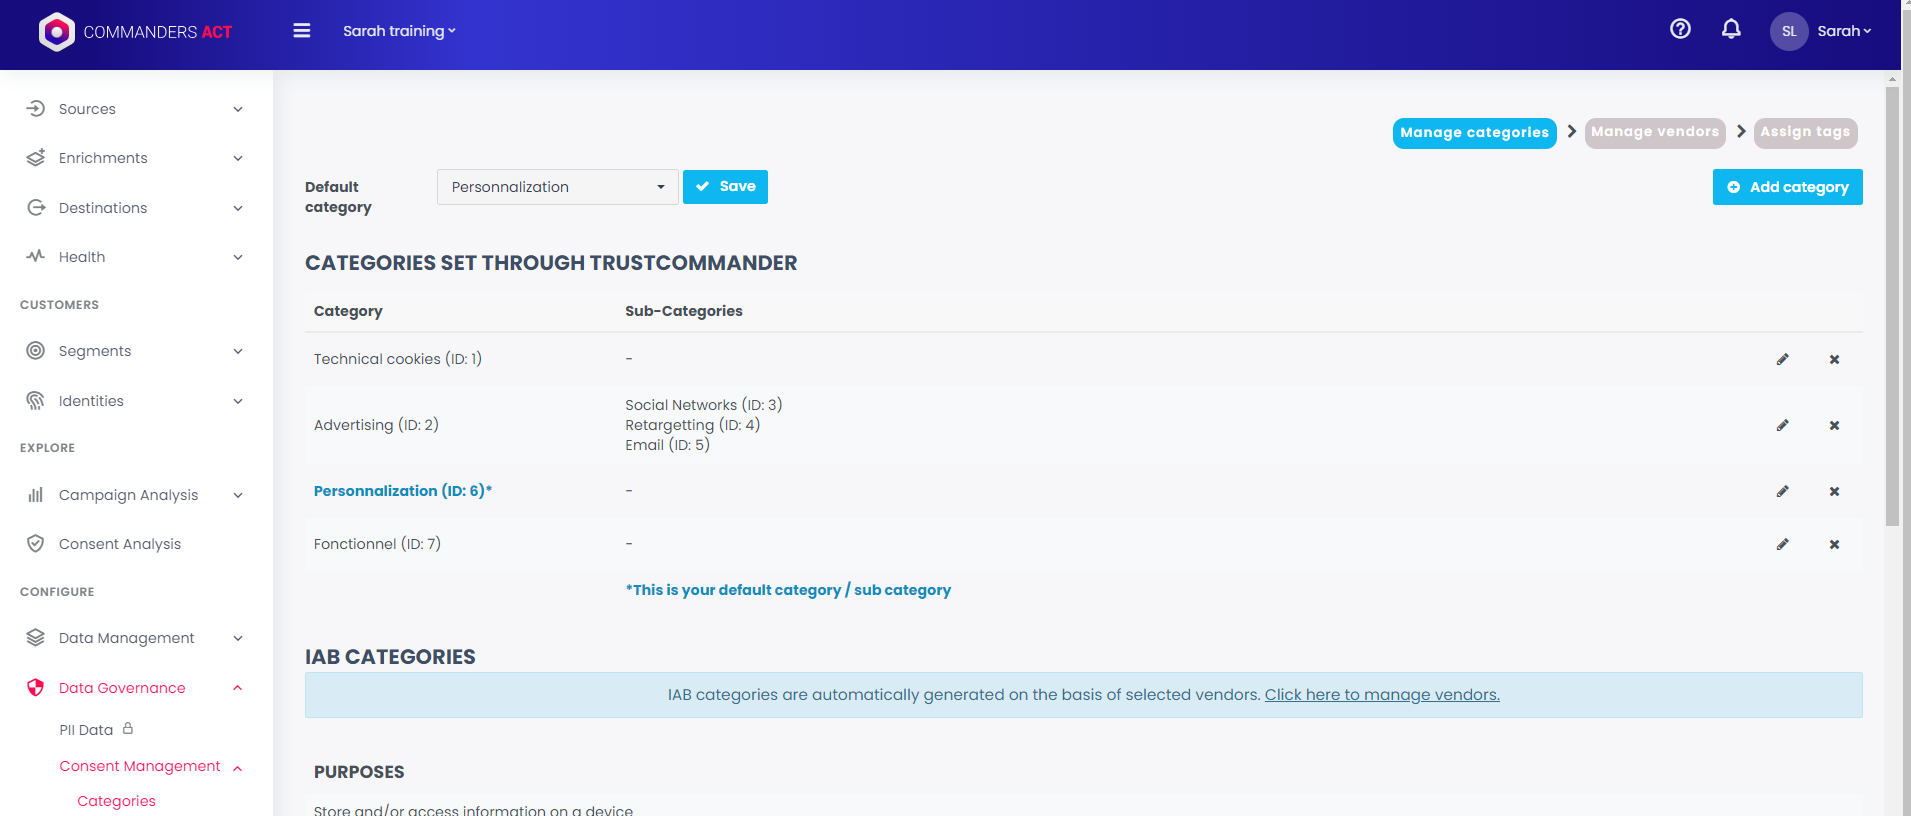 COMMANDERS ACT
Sarah training
SL Sarah
Sources
Enrichments
Destinations
Health
CUSTOMERS
Segments
Identities
EXPLORE
Campaign Analysis
Consent Analysis
CONFIGURE
Data Management
Data Governance
PII Data
Consent Management
Categories
Manage categories Manage vendors Assign tags
Default
category
Personnalization Save
Add category
CATEGORIES SET THROUGH TRUSTCOMMANDER
Category Sub-Categories
Technical cookies (ID: 1) -
Advertising (ID: 2)
Social Networks (ID: 3)
Retargetting (ID: 4)
Email (ID: 5)
Personnalization (ID: 6)* -
Fonctionnel (ID: 7) -
*This is your default category / sub category
IAB CATEGORIES
IAB categories are automatically generated on the basis of selected vendors. Click here to manage vendors.
PURPOSES
Store and/or access information on a device